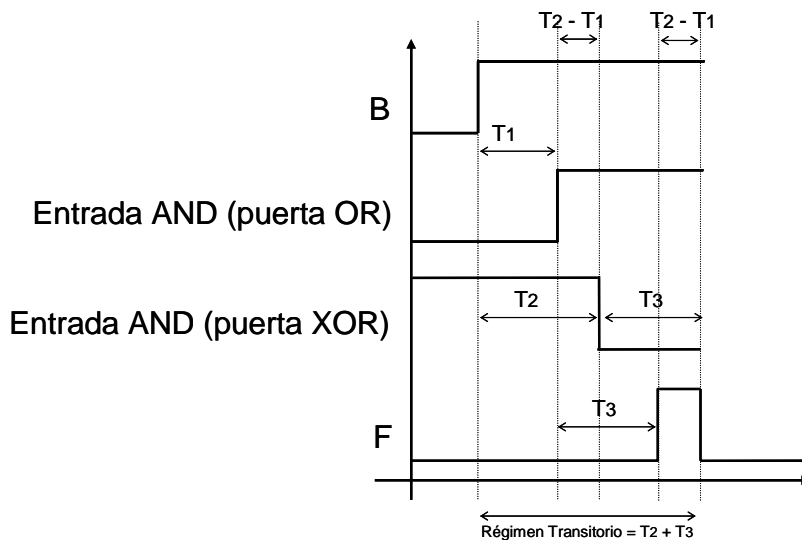 T2 - T1 T2 - T1
B
T1
Entrada AND (puerta OR)
T2 T3
Entrada AND (puerta XOR)
T3
F
Régimen Transitorio = T2 + T3